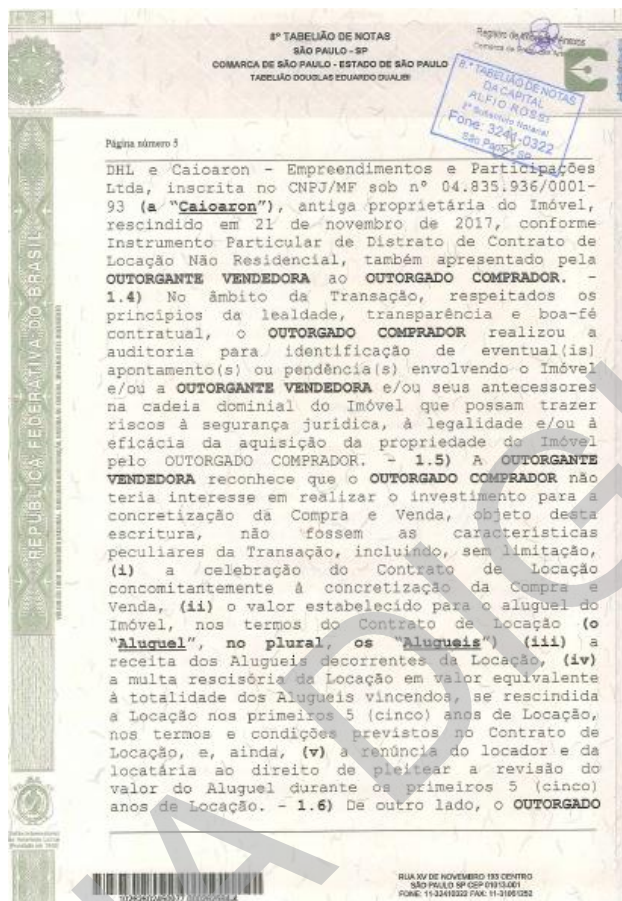 8º TABELIÃO DE NOTAS
SÃO PAULO - SP
COMARCA DE SÃO PAULO - ESTADO DE SÃO PAULO
TABELIÃO DOUGLAS EDUARDO DUALIBI
8.º TABELIÃO DE NOTAS
DA CAPITAL
ALFIO ROSSI
2º Substituto Notarial
Fone: 3241-0322
São Paulo - SP
Página número 5
DHL e Caioaron - Empreendimentos e Participações
Ltda, inscrita no CNPJ/MF sob nº 04.835.936/0001-
93 (a "Caioaron"), antiga proprietária do Imóvel,
rescindido em 21 de novembro de 2017, conforme
Instrumento Particular de Distrato de Contrato de
Locação Não Residencial, também apresentado pela
OUTORGANTE VENDEDORA ao OUTORGADO COMPRADOR. -
1.4) No âmbito da Transação, respeitados os
princípios da lealdade, transparência e boa-fé
contratual, o OUTORGADO COMPRADOR realizou a
auditoria para identificação de eventual(is)
apontamento(s) ou pendência(s) envolvendo o Imóvel
e/ou a OUTORGANTE VENDEDORA e/ou seus antecessores
na cadeia dominial do Imóvel que possam trazer
riscos à segurança jurídica, à legalidade e/ou à
eficácia da aquisição da propriedade do Imóvel
pelo OUTORGADO COMPRADOR. - 1.5) A OUTORGANTE
VENDEDORA reconhece que o OUTORGADO COMPRADOR não
teria interesse em realizar o investimento para a
concretização da Compra e Venda, objeto desta
escritura, não fossem as características
peculiares da Transação, incluindo, sem limitação,
(i) a celebração do Contrato de Locação
concomitantemente à concretização da Compra e
Venda, (ii) o valor estabelecido para o aluguel do
Imóvel, nos termos do Contrato de Locação (o
"Aluguel", no plural, os "Alugueis") (iii) a
receita dos Alugueis decorrentes da Locação, (iv)
a multa rescisória da Locação em valor equivalente
à totalidade dos Alugueis vincendos, se rescindida
a Locação nos primeiros 5 (cinco) anos de Locação,
nos termos e condições previstos no Contrato de
Locação, e, ainda, (v) a renúncia do locador e da
locatária ao direito de pleitear a revisão do
valor do Aluguel durante os primeiros 5 (cinco)
anos de Locação. - 1.6) De outro lado, o OUTORGADO
REPÚBLICA FEDERATIVA DO BRASIL
RUA XV DE NOVEMBRO 193 CENTRO
SÃO PAULO SP CEP 01013-001
FONE: 11-32410322